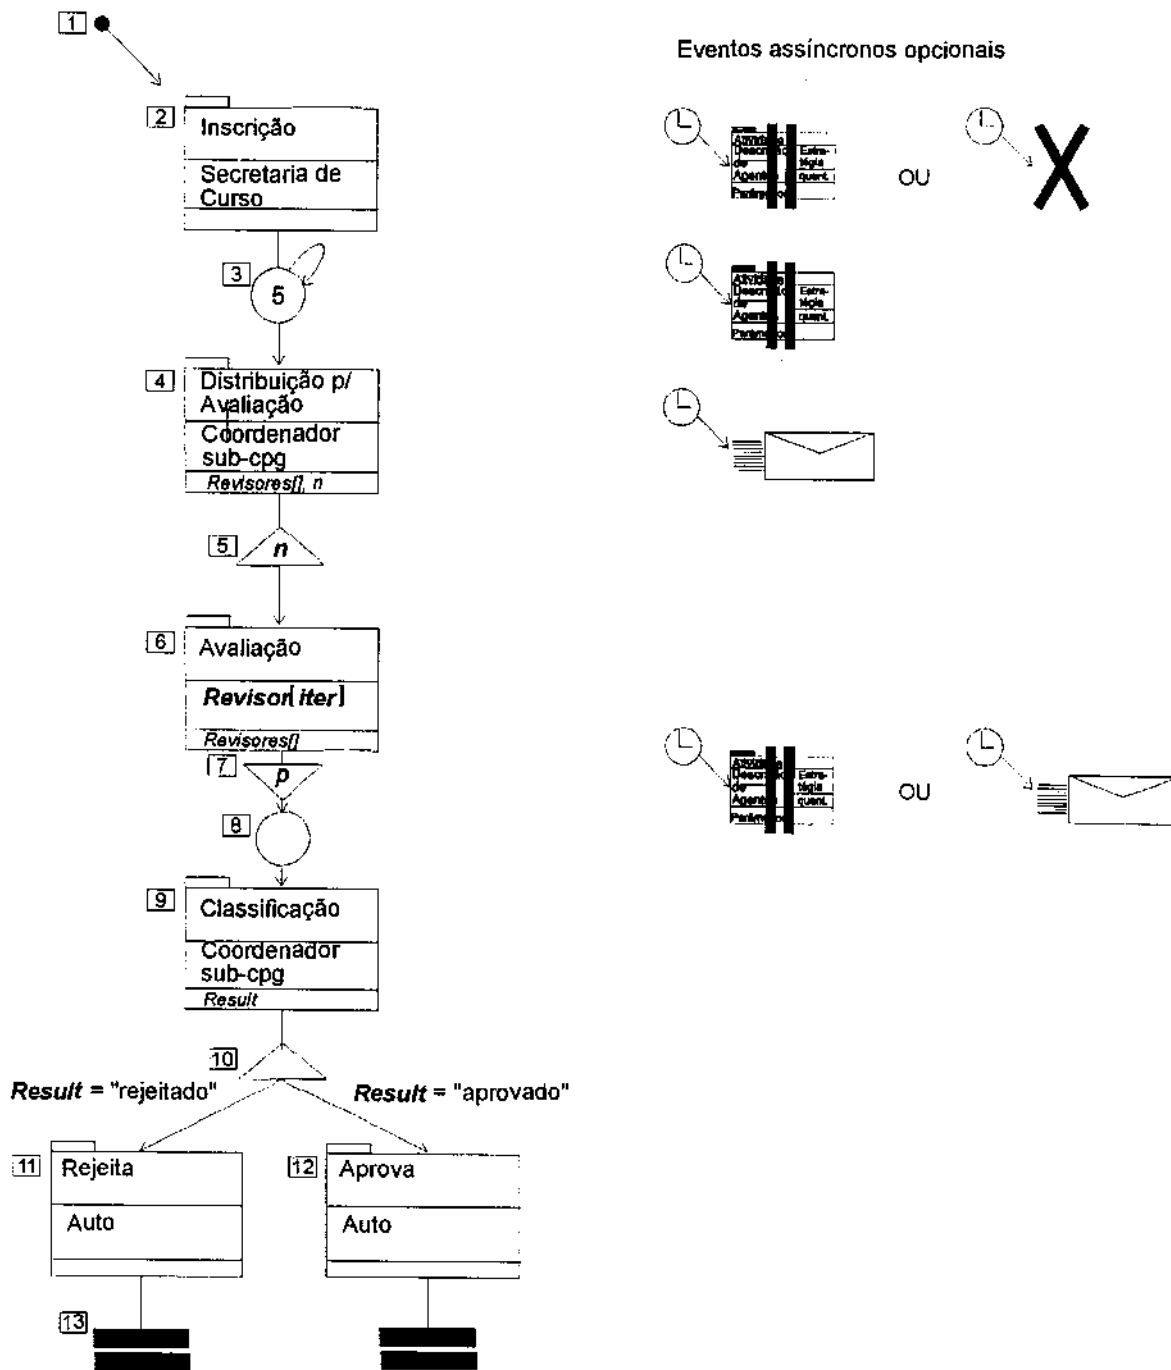 1
Eventos assíncronos opcionais
2
Inscrição
Secretaria de
Curso
OU
3
5
4
Distribuição p/
Avaliação
Coordenador
sub-cpg
Revisores[], n
5
n
6
Avaliação
Revisor[iter]
Revisores[]
7
p
OU
8
9
Classificação
Coordenador
sub-cpg
Result
10
Result = "rejeitado"
Result = "aprovado"
11
Rejeita
Auto
12
Aprova
Auto
13